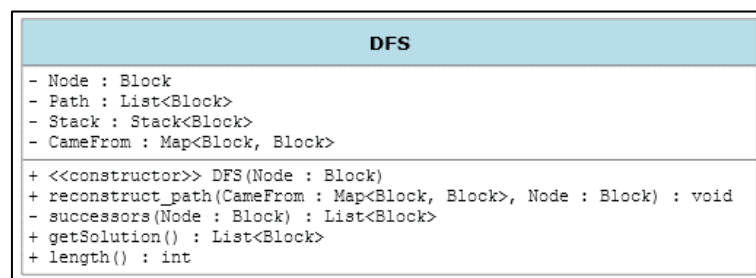 DFS
- Node : Block
- Path : List<Block>
- Stack : Stack<Block>
- CameFrom : Map<Block, Block>
+ <<constructor>> DFS(Node : Block)
+ reconstruct_path(CameFrom : Map<Block, Block>, Node : Block) : void
- successors(Node : Block) : List<Block>
+ getSolution() : List<Block>
+ length() : int